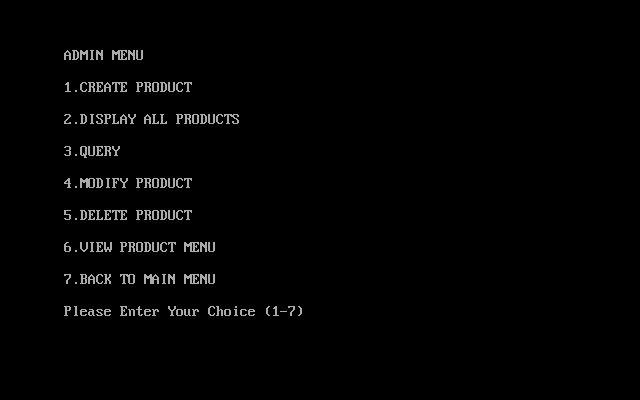 ADMIN MENU
1.CREATE PRODUCT
2.DISPLAY ALL PRODUCTS
3.QUERY
4.MODIFY PRODUCT
5.DELETE PRODUCT
6.VIEW PRODUCT MENU
7.BACK TO MAIN MENU
Please Enter Your Choice (1-7)